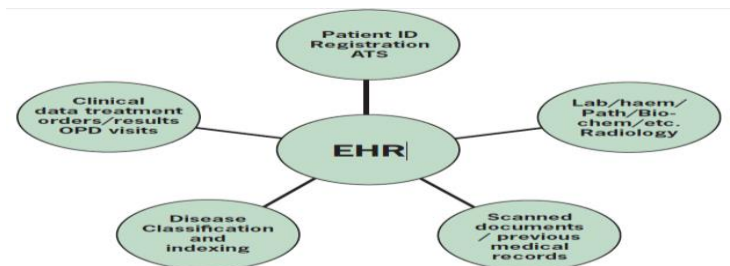 Patient ID
Registration
ATS
Clinical
data treatment
orders/results
OPD visits
Lab/haem/
Path/Bio-
chem/etc.
Radiology
EHR
Disease
Classification
and
indexing
Scanned
documents
/ previous
medical
records